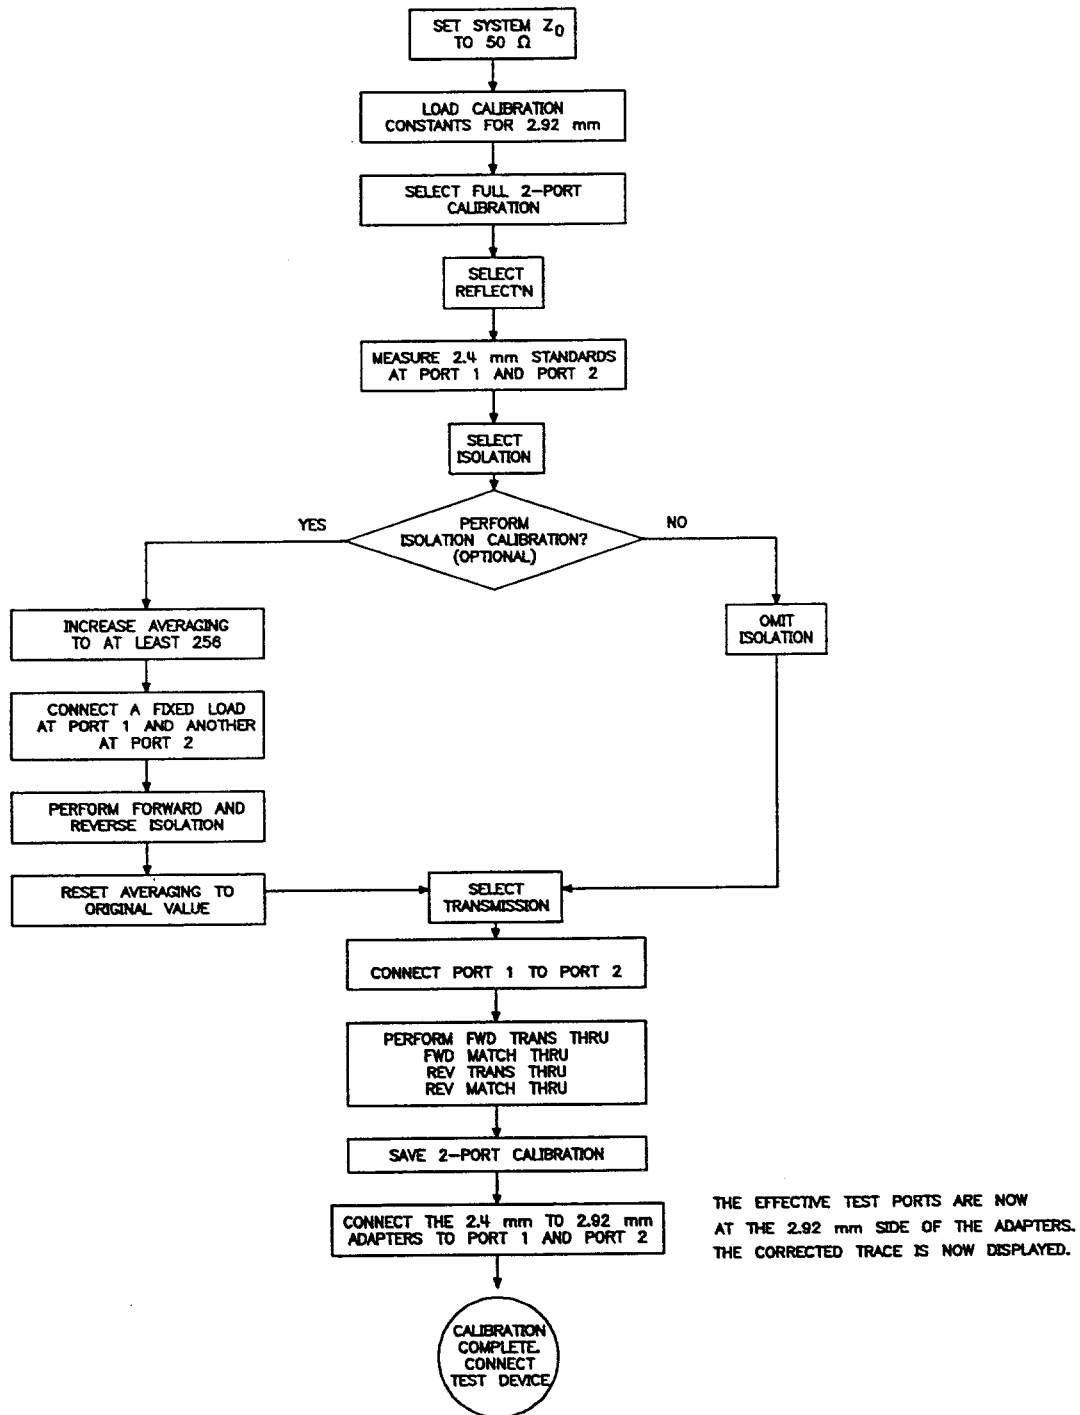 SET SYSTEM Z0
TO 50 Ω
LOAD CALIBRATION
CONSTANTS FOR 2.92 mm
SELECT FULL 2-PORT
CALIBRATION
SELECT
REFLECT'N
MEASURE 2.4 mm STANDARDS
AT PORT 1 AND PORT 2
SELECT
ISOLATION
PERFORM
ISOLATION CALIBRATION?
(OPTIONAL)
YES
NO
INCREASE AVERAGING
TO AT LEAST 256
CONNECT A FIXED LOAD
AT PORT 1 AND ANOTHER
AT PORT 2
PERFORM FORWARD AND
REVERSE ISOLATION
RESET AVERAGING TO
ORIGINAL VALUE
OMIT
ISOLATION
SELECT
TRANSMISSION
CONNECT PORT 1 TO PORT 2
PERFORM FWD TRANS THRU
FWD MATCH THRU
REV TRANS THRU
REV MATCH THRU
SAVE 2-PORT CALIBRATION
CONNECT THE 2.4 mm TO 2.92 mm
ADAPTERS TO PORT 1 AND PORT 2
THE EFFECTIVE TEST PORTS ARE NOW
AT THE 2.92 mm SIDE OF THE ADAPTERS.
THE CORRECTED TRACE IS NOW DISPLAYED.
CALIBRATION
COMPLETE.
CONNECT
TEST DEVICE